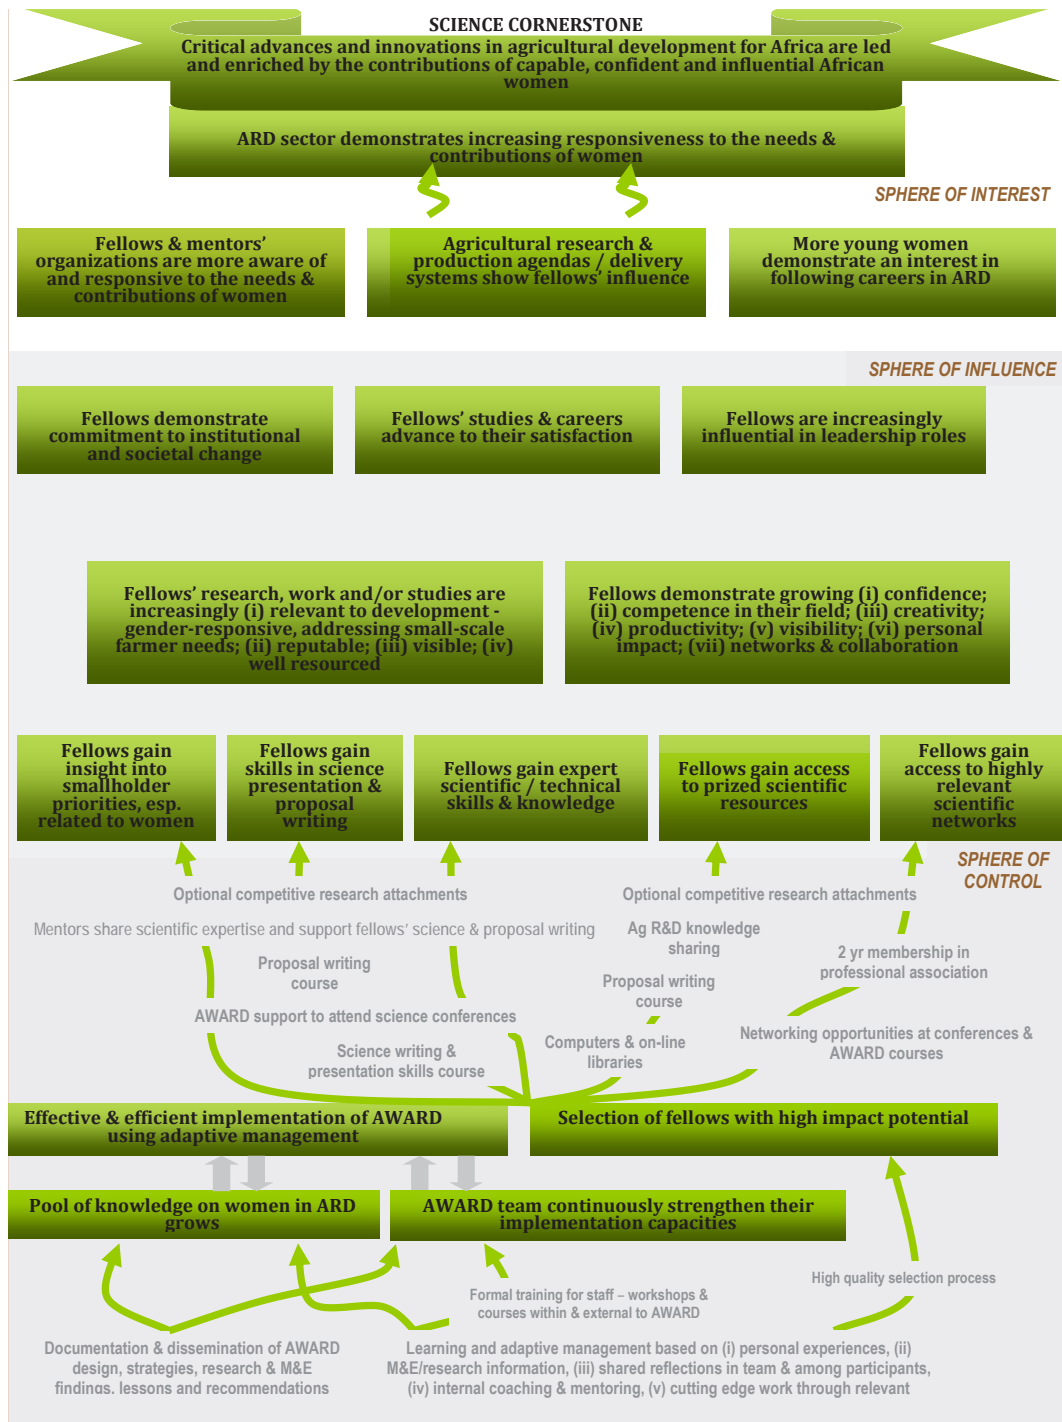 SCIENCE CORNERSTONE
Critical advances and innovations in agricultural development for Africa are led
and enriched by the contributions of capable, confident and influential African
women
ARD sector demonstrates increasing responsiveness to the needs &
contributions of women
SPHERE OF INTEREST
Fellows & mentors'
organizations are more aware of
and responsive to the needs &
contributions of women
Agricultural research &
production agendas / delivery
systems show fellows' influence
More young women
demonstrate an interest in
following careers in ARD
SPHERE OF INFLUENCE
Fellows demonstrate
commitment to institutional
and societal change
Fellows' studies & careers
advance to their satisfaction
Fellows are increasingly
influential in leadership roles
Fellows' research, work and/or studies are
increasingly (i) relevant to development -
gender-responsive, addressing small-scale
farmer needs; (ii) reputable; (iii) visible; (iv)
well resourced
Fellows demonstrate growing (i) confidence;
(ii) competence in their field; (iii) creativity;
(iv) productivity; (v) visibility; (vi) personal
impact; (vii) networks & collaboration
Fellows gain
insight into
smallholder
priorities, esp.
related to women
Fellows gain
skills in science
presentation &
proposal
writing
Fellows gain expert
scientific / technical
skills & knowledge
Fellows gain access
to prized scientific
resources
Fellows gain
access to highly
relevant
scientific
networks
SPHERE OF
CONTROL
Optional competitive research attachments
Mentors share scientific expertise and support fellows' science & proposal writing
Proposal writing
course
AWARD support to attend science conferences
Science writing &
presentation skills course
Optional competitive research attachments
Ag R&D knowledge
sharing
2 yr membership in
professional association
Proposal writing
course
Computers & on-line
libraries
Networking opportunities at conferences &
AWARD courses
Effective & efficient implementation of AWARD
using adaptive management
Selection of fellows with high impact potential
Pool of knowledge on women in ARD
grows
AWARD team continuously strengthen their
implementation capacities
High quality selection process
Formal training for staff – workshops &
courses within & external to AWARD
Documentation & dissemination of AWARD
design, strategies, research & M&E
findings. lessons and recommendations
Learning and adaptive management based on (i) personal experiences, (ii)
M&E/research information, (iii) shared reflections in team & among participants,
(iv) internal coaching & mentoring, (v) cutting edge work through relevant